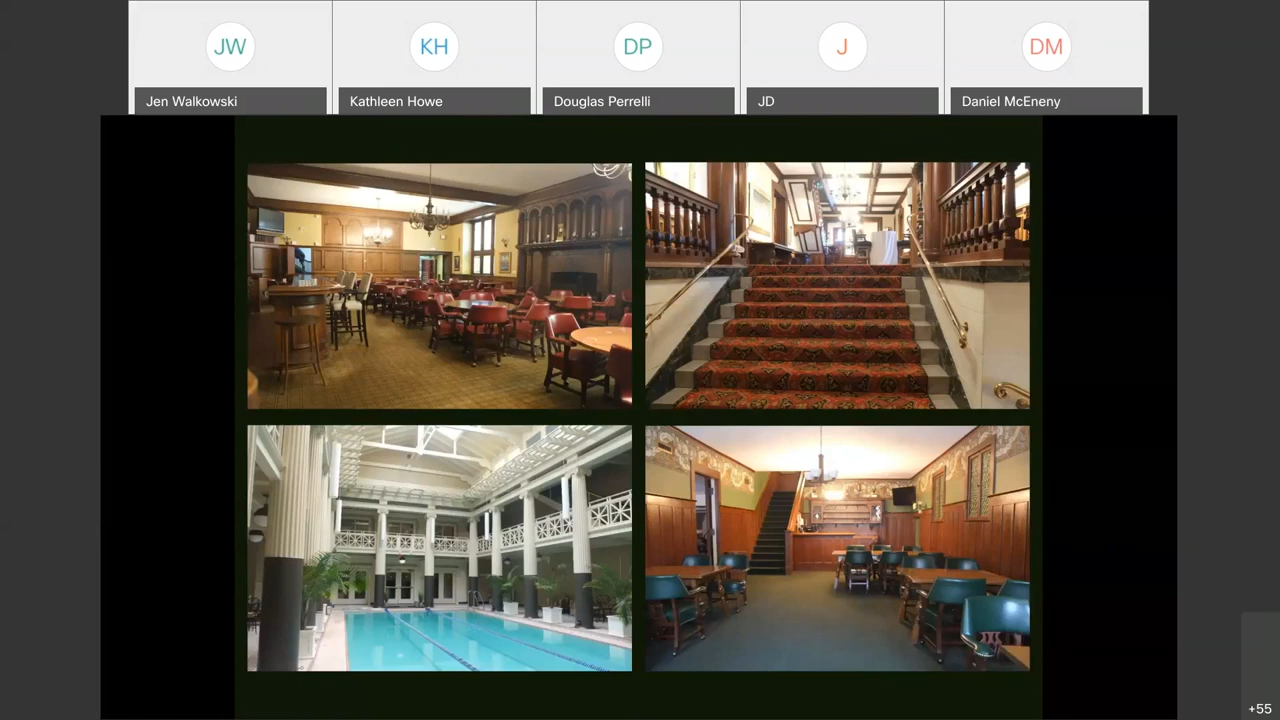 JW
KH
DP
J
DM
Jen Walkowski
Kathleen Howe
Douglas Perrelli
JD
Daniel McEneny
+55